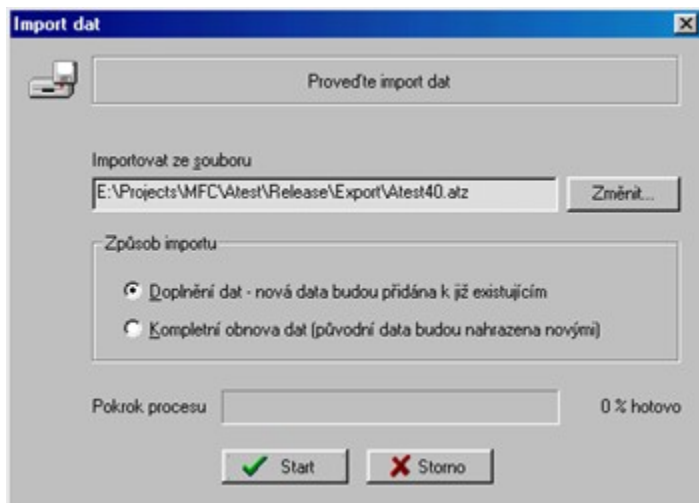 Import dat
Proveďte import dat
Importovat ze souboru
E:\Projects\MFC\Atest\Release\Export\Atest40.atz
Změnit...
Způsob importu
Doplnění dat - nová data budou přidána k již existujícím
Kompletní obnova dat (původní data budou nahrazena novými)
Pokrok procesu
0 % hotovo
Start
Storno